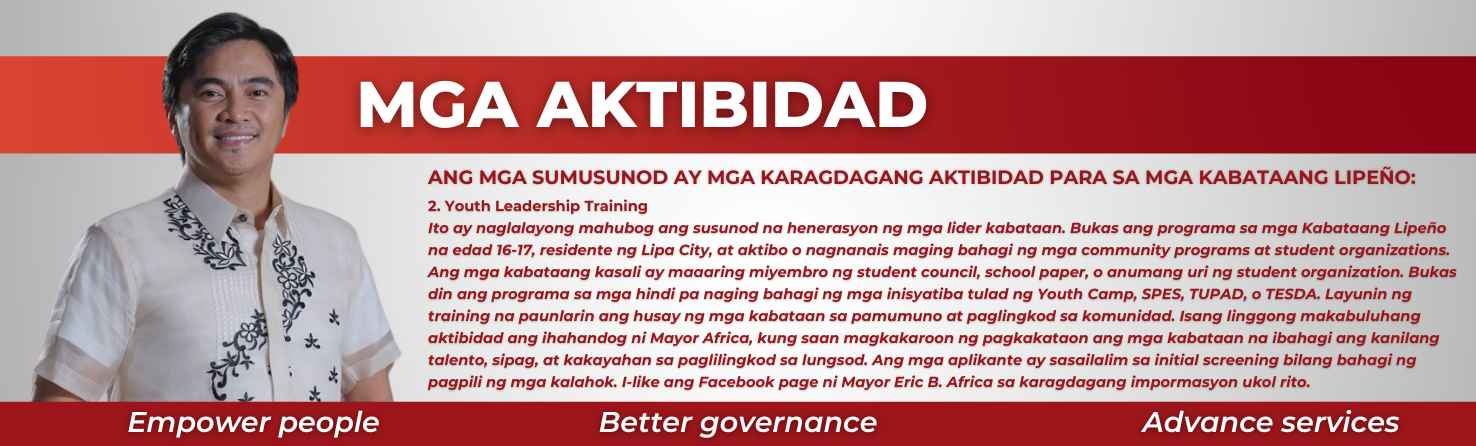 MGA AKTIBIDAD
ANG MGA SUMUSUNOD AY MGA KARAGDAGANG AKTIBIDAD PARA SA MGA KABATAANG LIPEÑO:
2. Youth Leadership Training
Ito ay naglalayong mahubog ang susunod na henerasyon ng mga lider kabataan. Bukas ang programa sa mga Kabataang Lipeño
na edad 16-17, residente ng Lipa City, at aktibo o nagnanais maging bahagi ng mga community programs at student organizations.
Ang mga kabataang kasali ay maaaring miyembro ng student council, school paper, o anumang uri ng student organization. Bukas
din ang programa sa mga hindi pa naging bahagi ng mga inisyatiba tulad ng Youth Camp, SPES, TUPAD, o TESDA. Layunin ng
training na paunlarin ang husay ng mga kabataan sa pamumuno at paglingkod sa komunidad. Isang linggong makabuluhang
aktibidad ang ihahandog ni Mayor Africa, kung saan magkakaroon ng pagkakataon ang mga kabataan na ibahagi ang kanilang
talento, sipag, at kakayahan sa paglilingkod sa lungsod. Ang mga aplikante ay sasailalim sa initial screening bilang bahagi ng
pagpili ng mga kalahok. I-like ang Facebook page ni Mayor Eric B. Africa sa karagdagang impormasyon ukol rito.
Empower people
Better governance
Advance services